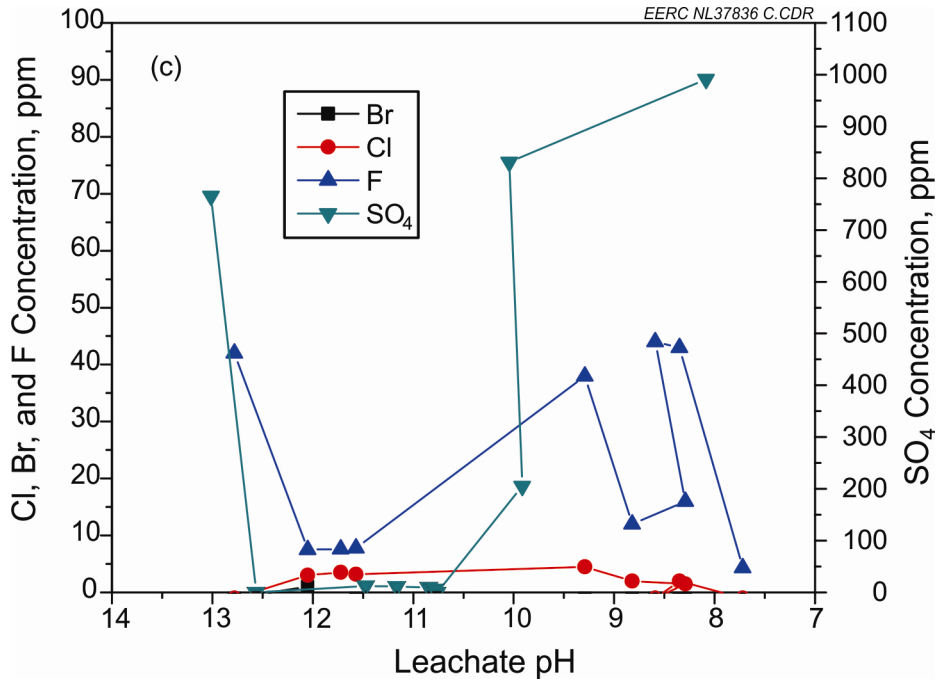 EERC NL37836 C.CDR
(c)
Br
Cl
F
SO₄
Cl, Br, and F Concentration, ppm
100
90
80
70
60
50
40
30
20
10
0
SO₄ Concentration, ppm
1100
1000
900
800
700
600
500
400
300
200
100
0
14 13 12 11 10 9 8 7
Leachate pH